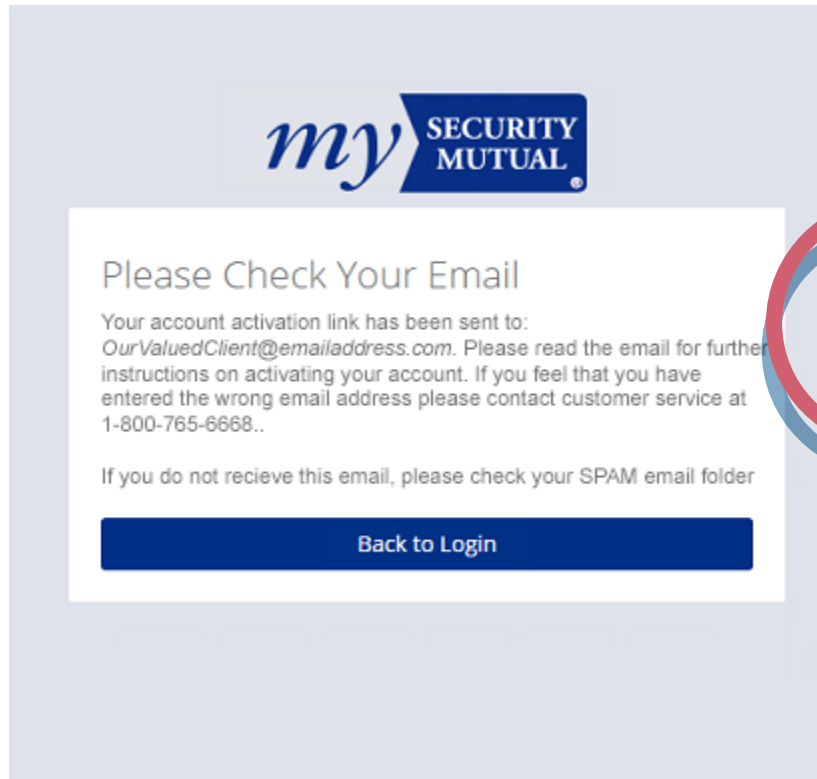 my SECURITY
MUTUAL®
Please Check Your Email
Your account activation link has been sent to:
OurValuedClient@emailaddress.com. Please read the email for further
instructions on activating your account. If you feel that you have
entered the wrong email address please contact customer service at
1-800-765-6668..
If you do not recieve this email, please check your SPAM email folder
Back to Login